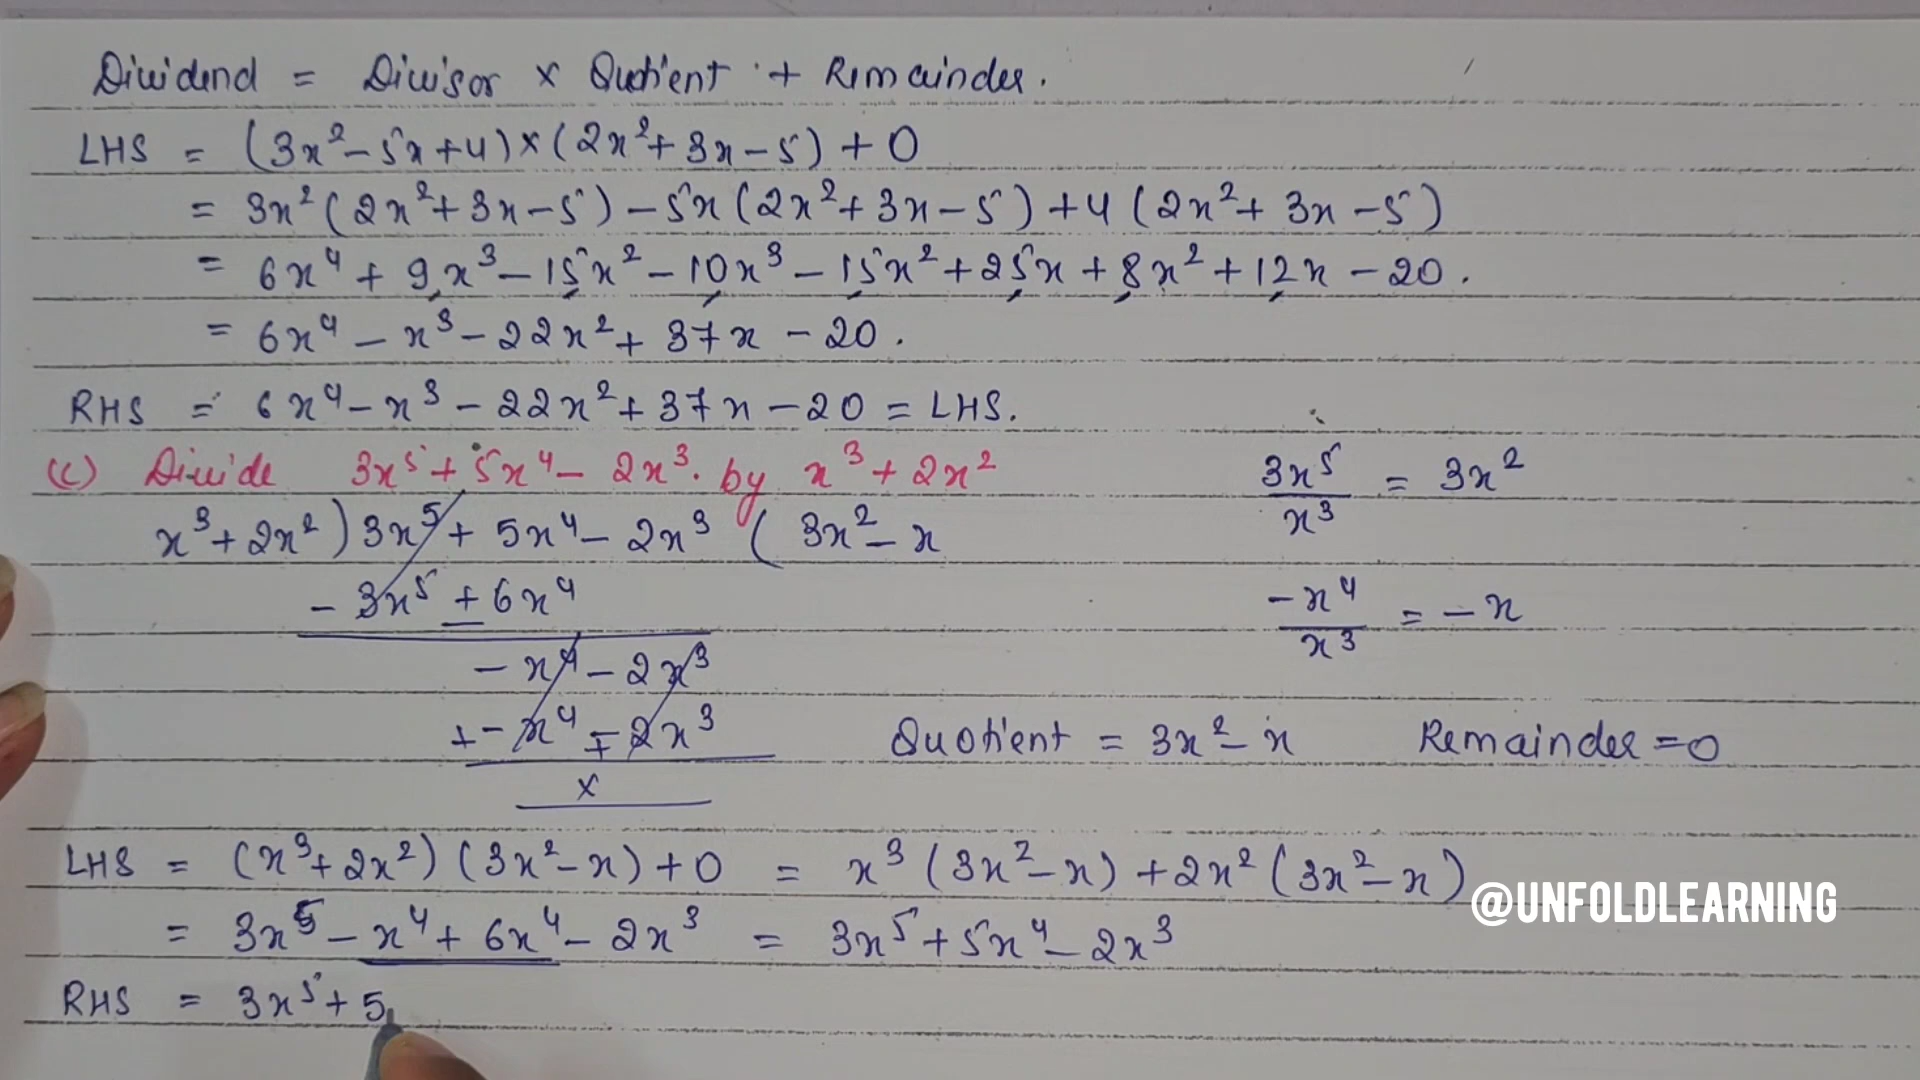 Dividend = Divisor × Quotient + Remainder.
LHS = (3x² – 5x + 4) × (2x² + 3x – 5) + 0
= 3x² (2x² + 3x – 5) – 5x (2x² + 3x – 5) + 4 (2x² + 3x – 5)
= 6x⁴ + 9x³ – 15x² – 10x³ – 15x² + 25x + 8x² + 12x – 20.
= 6x⁴ – x³ – 22x² + 37x – 20.
RHS = 6x⁴ – x³ – 22x² + 37x – 20 = LHS.
(c) Divide 3x⁵ + 5x⁴ – 2x³. by x³ + 2x²
x³ + 2x² ) 3x⁵ + 5x⁴ – 2x³ ( 3x² – x
– 3x⁵ + 6x⁴
– x⁴ – 2x³
+ – x⁴ ∓ 2x³
x
3x⁵/x³ = 3x²
–x⁴/x³ = – x
Quotient = 3x² – x Remainder = 0
LHS = (x³ + 2x²) (3x² – x) + 0 = x³ (3x² – x) + 2x² (3x² – x)
= 3x⁵ – x⁴ + 6x⁴ – 2x³ = 3x⁵ + 5x⁴ – 2x³
RHS = 3x⁵ + 5
@UNFOLDLEARNING